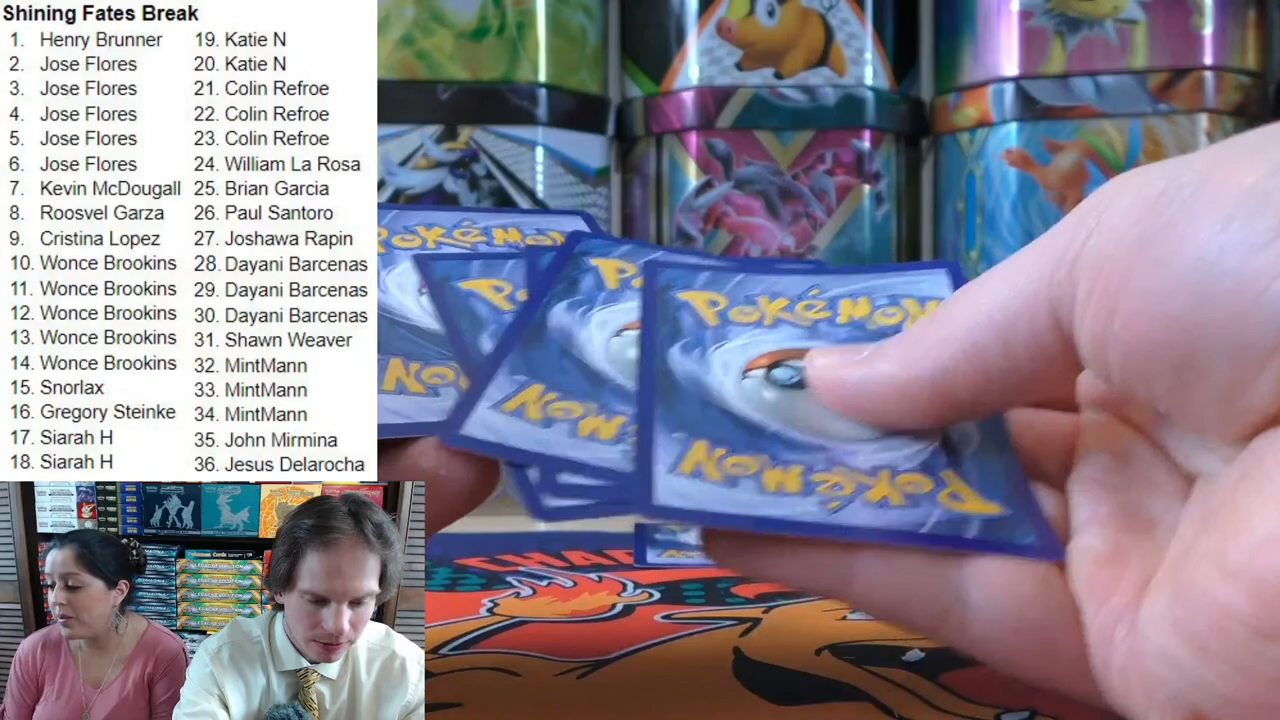 Shining Fates Break
1. Henry Brunner
2. Jose Flores
3. Jose Flores
4. Jose Flores
5. Jose Flores
6. Jose Flores
7. Kevin McDougall
8. Roosvel Garza
9. Cristina Lopez
10. Wonce Brookins
11. Wonce Brookins
12. Wonce Brookins
13. Wonce Brookins
14. Wonce Brookins
15. Snorlax
16. Gregory Steinke
17. Siarah H
18. Siarah H
19. Katie N
20. Katie N
21. Colin Refroe
22. Colin Refroe
23. Colin Refroe
24. William La Rosa
25. Brian Garcia
26. Paul Santoro
27. Joshawa Rapin
28. Dayani Barcenas
29. Dayani Barcenas
30. Dayani Barcenas
31. Shawn Weaver
32. MintMann
33. MintMann
34. MintMann
35. John Mirmina
36. Jesus Delarocha
POKéMON
POKéMON
POKéMON
CHAR